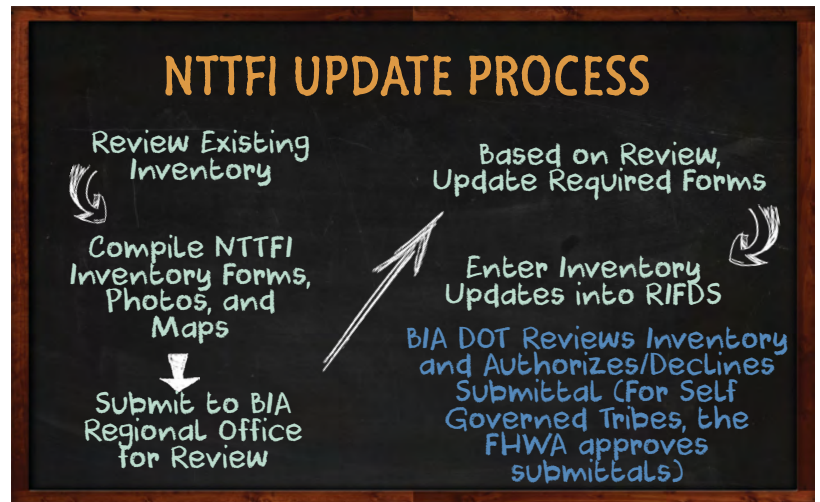 NTTFI UPDATE PROCESS
Review Existing
Inventory
Compile NTTFI
Inventory Forms,
Photos, and
Maps
Submit to BIA
Regional Office
for Review
Based on Review,
Update Required Forms
Enter Inventory
Updates into RIFDS
BIA DOT Reviews Inventory
and Authorizes/Declines
Submittal (For Self
Governed Tribes, the
FHWA approves
submittals)